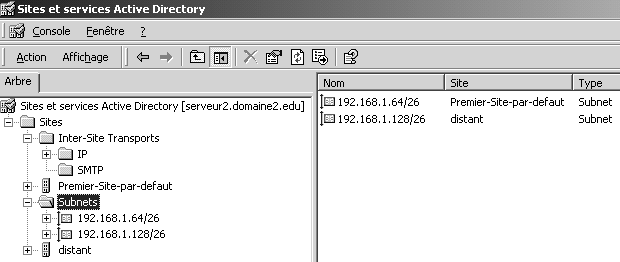 Sites et services Active Directory
Console Fenêtre ?
Action Affichage
Arbre
Sites et services Active Directory [serveur2.domaine2.edu]
Sites
Inter-Site Transports
IP
SMTP
Premier-Site-par-defaut
Subnets
192.168.1.64/26
192.168.1.128/26
distant
Nom Site Type
192.168.1.64/26 Premier-Site-par-defaut Subnet
192.168.1.128/26 distant Subnet